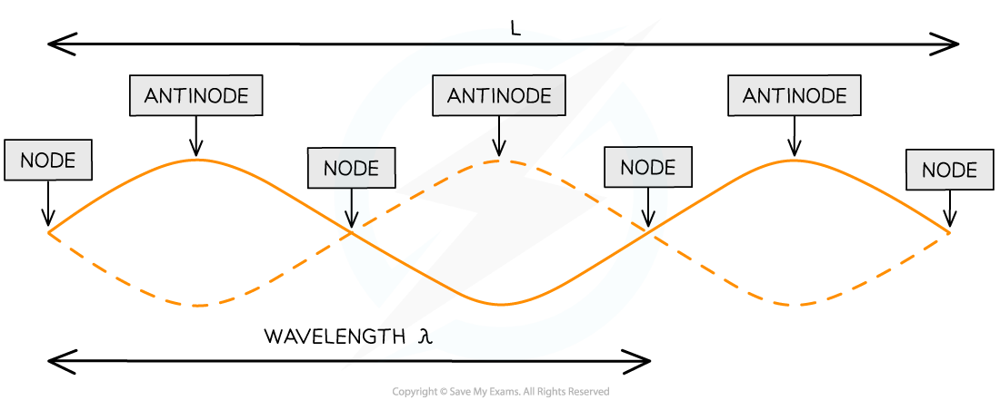 L
ANTINODE
ANTINODE
ANTINODE
NODE
NODE
NODE
NODE
WAVELENGTH λ
Copyright © Save My Exams. All Rights Reserved